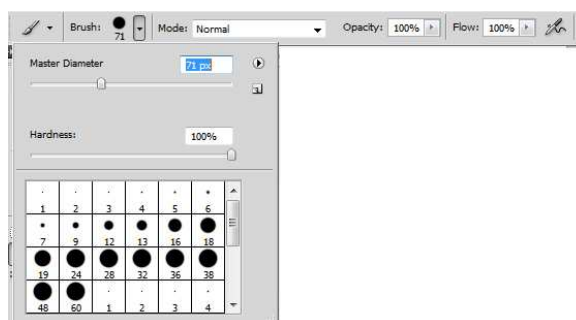 Brush: 71 Mode: Normal Opacity: 100% Flow: 100%
Master Diameter 71 px
Hardness: 100%
1 2 3 4 5 6
7 9 12 13 16 18
19 24 28 32 36 38
48 60 1 2 3 4